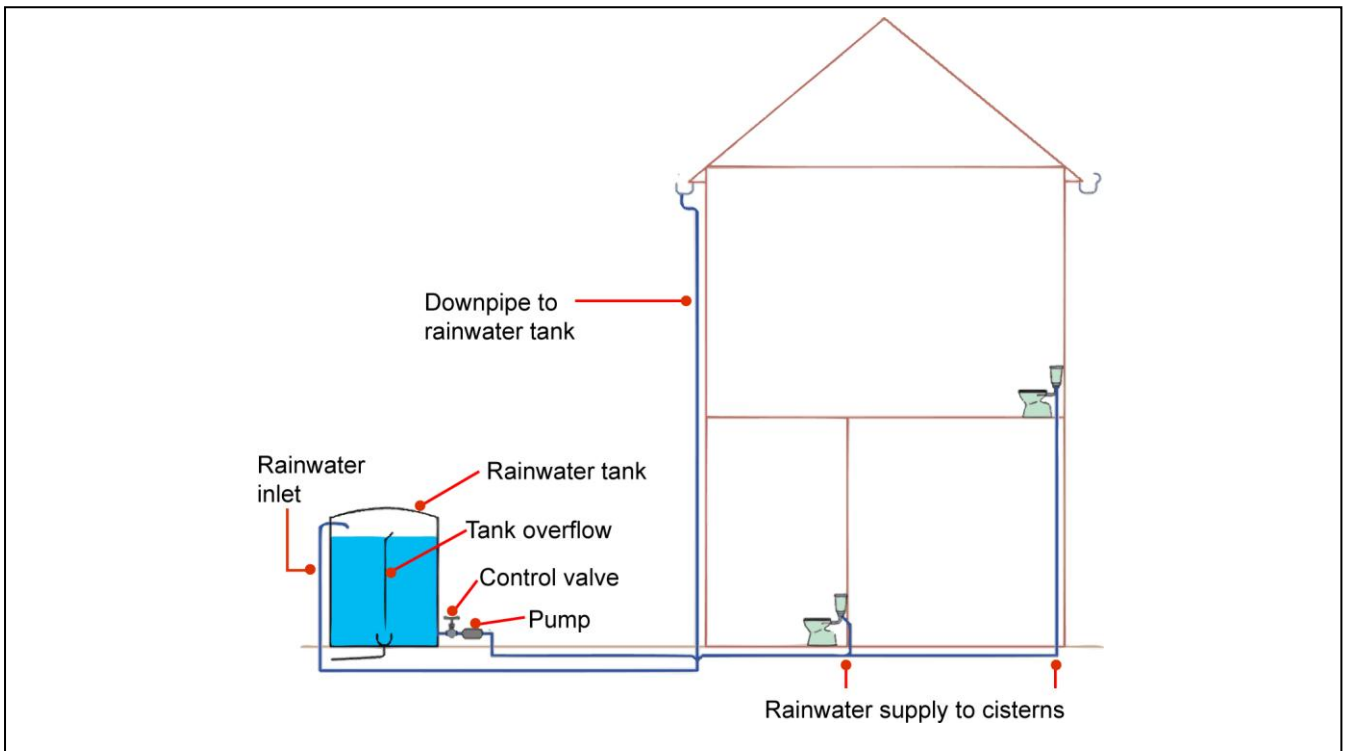 Downpipe to
rainwater tank
Rainwater
inlet
Rainwater tank
Tank overflow
Control valve
Pump
Rainwater supply to cisterns